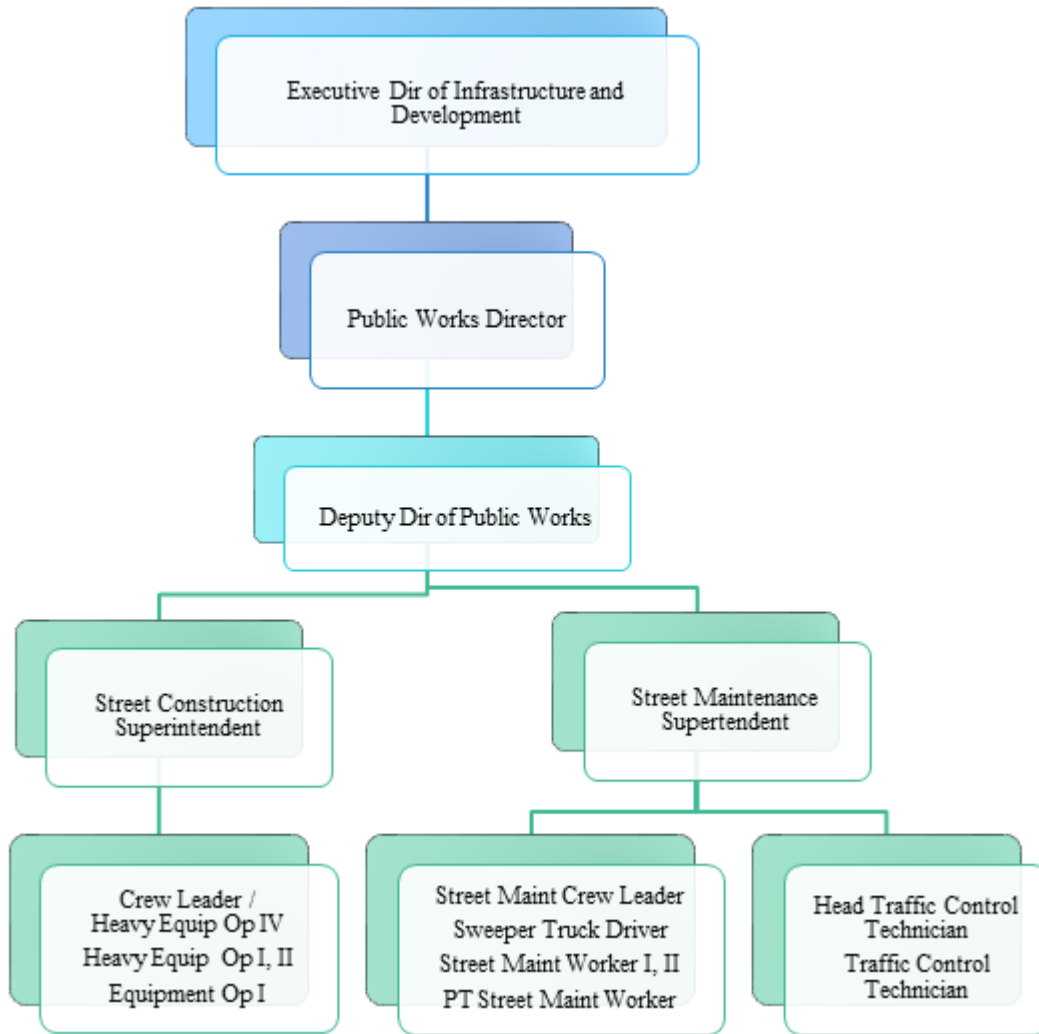 Executive Dir of Infrastructure and
Development
Public Works Director
Deputy Dir of Public Works
Street Construction
Superintendent
Street Maintenance
Supertendent
Crew Leader /
Heavy Equip Op IV
Heavy Equip Op I, II
Equipment Op I
Street Maint Crew Leader
Sweeper Truck Driver
Street Maint Worker I, II
PT Street Maint Worker
Head Traffic Control
Technician
Traffic Control
Technician